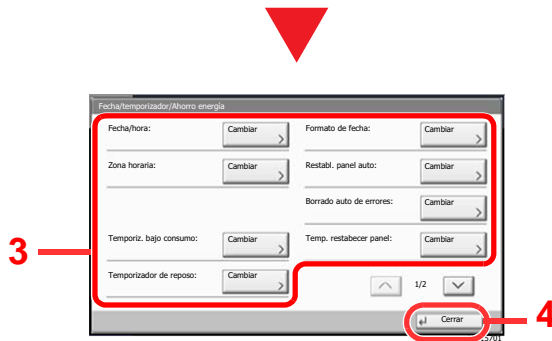 Fecha/temporizador/Ahorro energía
Fecha/hora: Cambiar Formato de fecha: Cambiar
Zona horaria: Cambiar Restabl. panel auto: Cambiar
Borrado auto de errores: Cambiar
Temporiz. bajo consumo: Cambiar Temp. restabecer panel: Cambiar
3
Temporizador de reposo: Cambiar 1/2
Cerrar
4